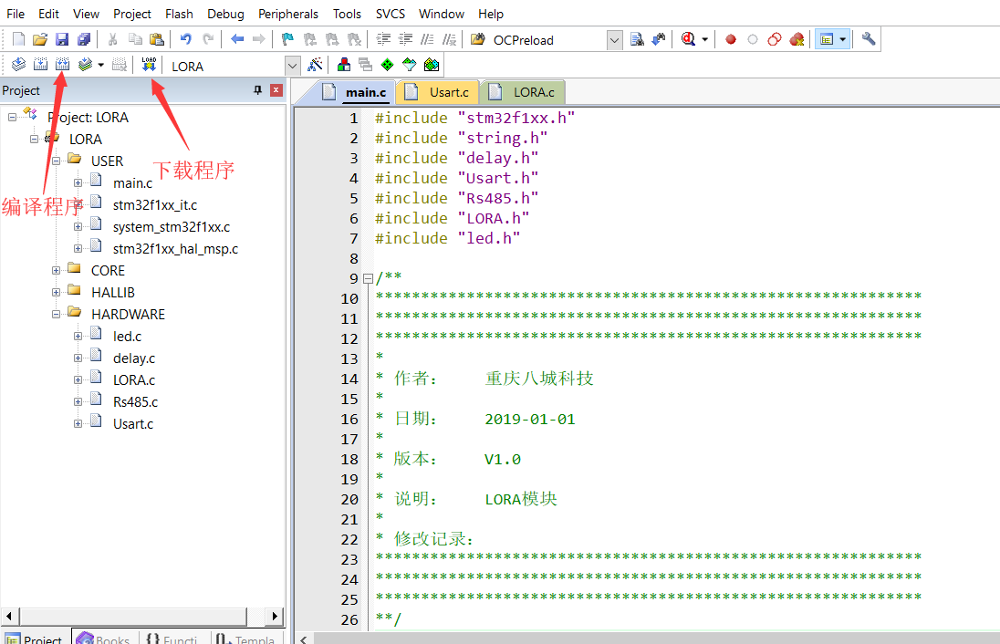 File Edit View Project Flash Debug Peripherals Tools SVCS Window Help
OCPreload
LOAD
LORA
Project
main.c Usart.c LORA.c
Project: LORA
LORA
USER
main.c
stm32f1xx_it.c
system_stm32f1xx.c
stm32f1xx_hal_msp.c
CORE
HALLIB
HARDWARE
led.c
delay.c
LORA.c
Rs485.c
Usart.c
下载程序
编译程序
1 #include "stm32f1xx.h"
2 #include "string.h"
3 #include "delay.h"
4 #include "Usart.h"
5 #include "Rs485.h"
6 #include "LORA.h"
7 #include "led.h"
8
9 /**
10 ************************************************************
11 ************************************************************
12 ************************************************************
13 *
14 * 作者： 重庆八城科技
15 *
16 * 日期： 2019-01-01
17 *
18 * 版本： V1.0
19 *
20 * 说明： LORA模块
21 *
22 * 修改记录：
23 ************************************************************
24 ************************************************************
25 ************************************************************
26 **/
Project Books {} Functi... Templa...